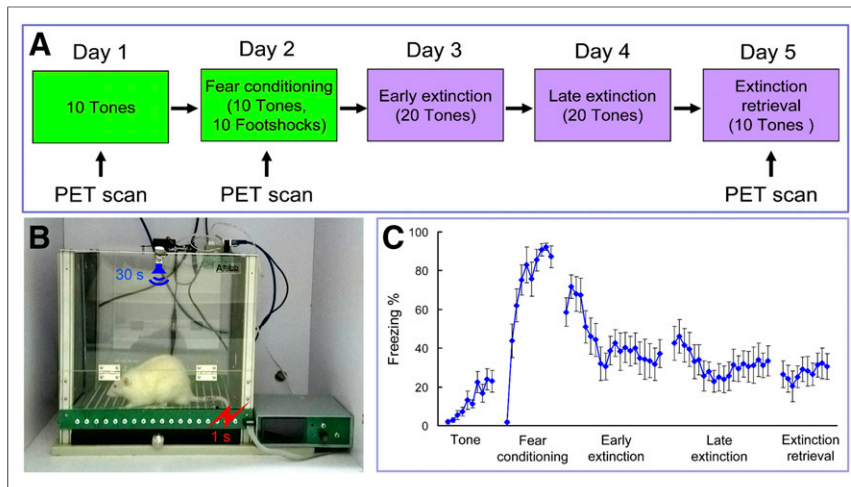 A
Day 1
Day 2
Day 3
Day 4
Day 5
10 Tones
Fear conditioning
(10 Tones,
10 Footshocks)
Early extinction
(20 Tones)
Late extinction
(20 Tones)
Extinction
retrieval
(10 Tones )
PET scan
PET scan
PET scan
B
30 s
1 s
C
Freezing %
100
80
60
40
20
0
Tone
Fear
conditioning
Early
extinction
Late
extinction
Extinction
retrieval